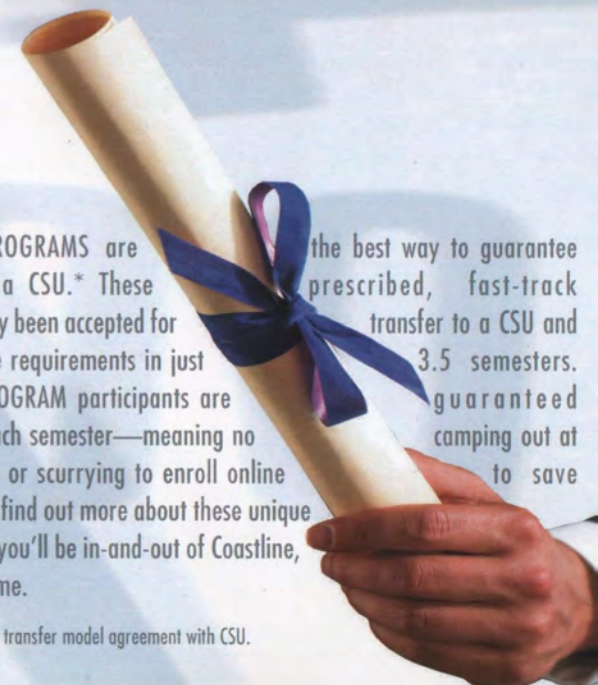 ROGRAMS are the best way to guarantee
a CSU.* These prescribed, fast-track
y been accepted for transfer to a CSU and
e requirements in just 3.5 semesters.
OGRAM participants are guaranteed
ch semester—meaning no camping out at
or scurrying to enroll online to save
find out more about these unique
you'll be in-and-out of Coastline,
me.
transfer model agreement with CSU.